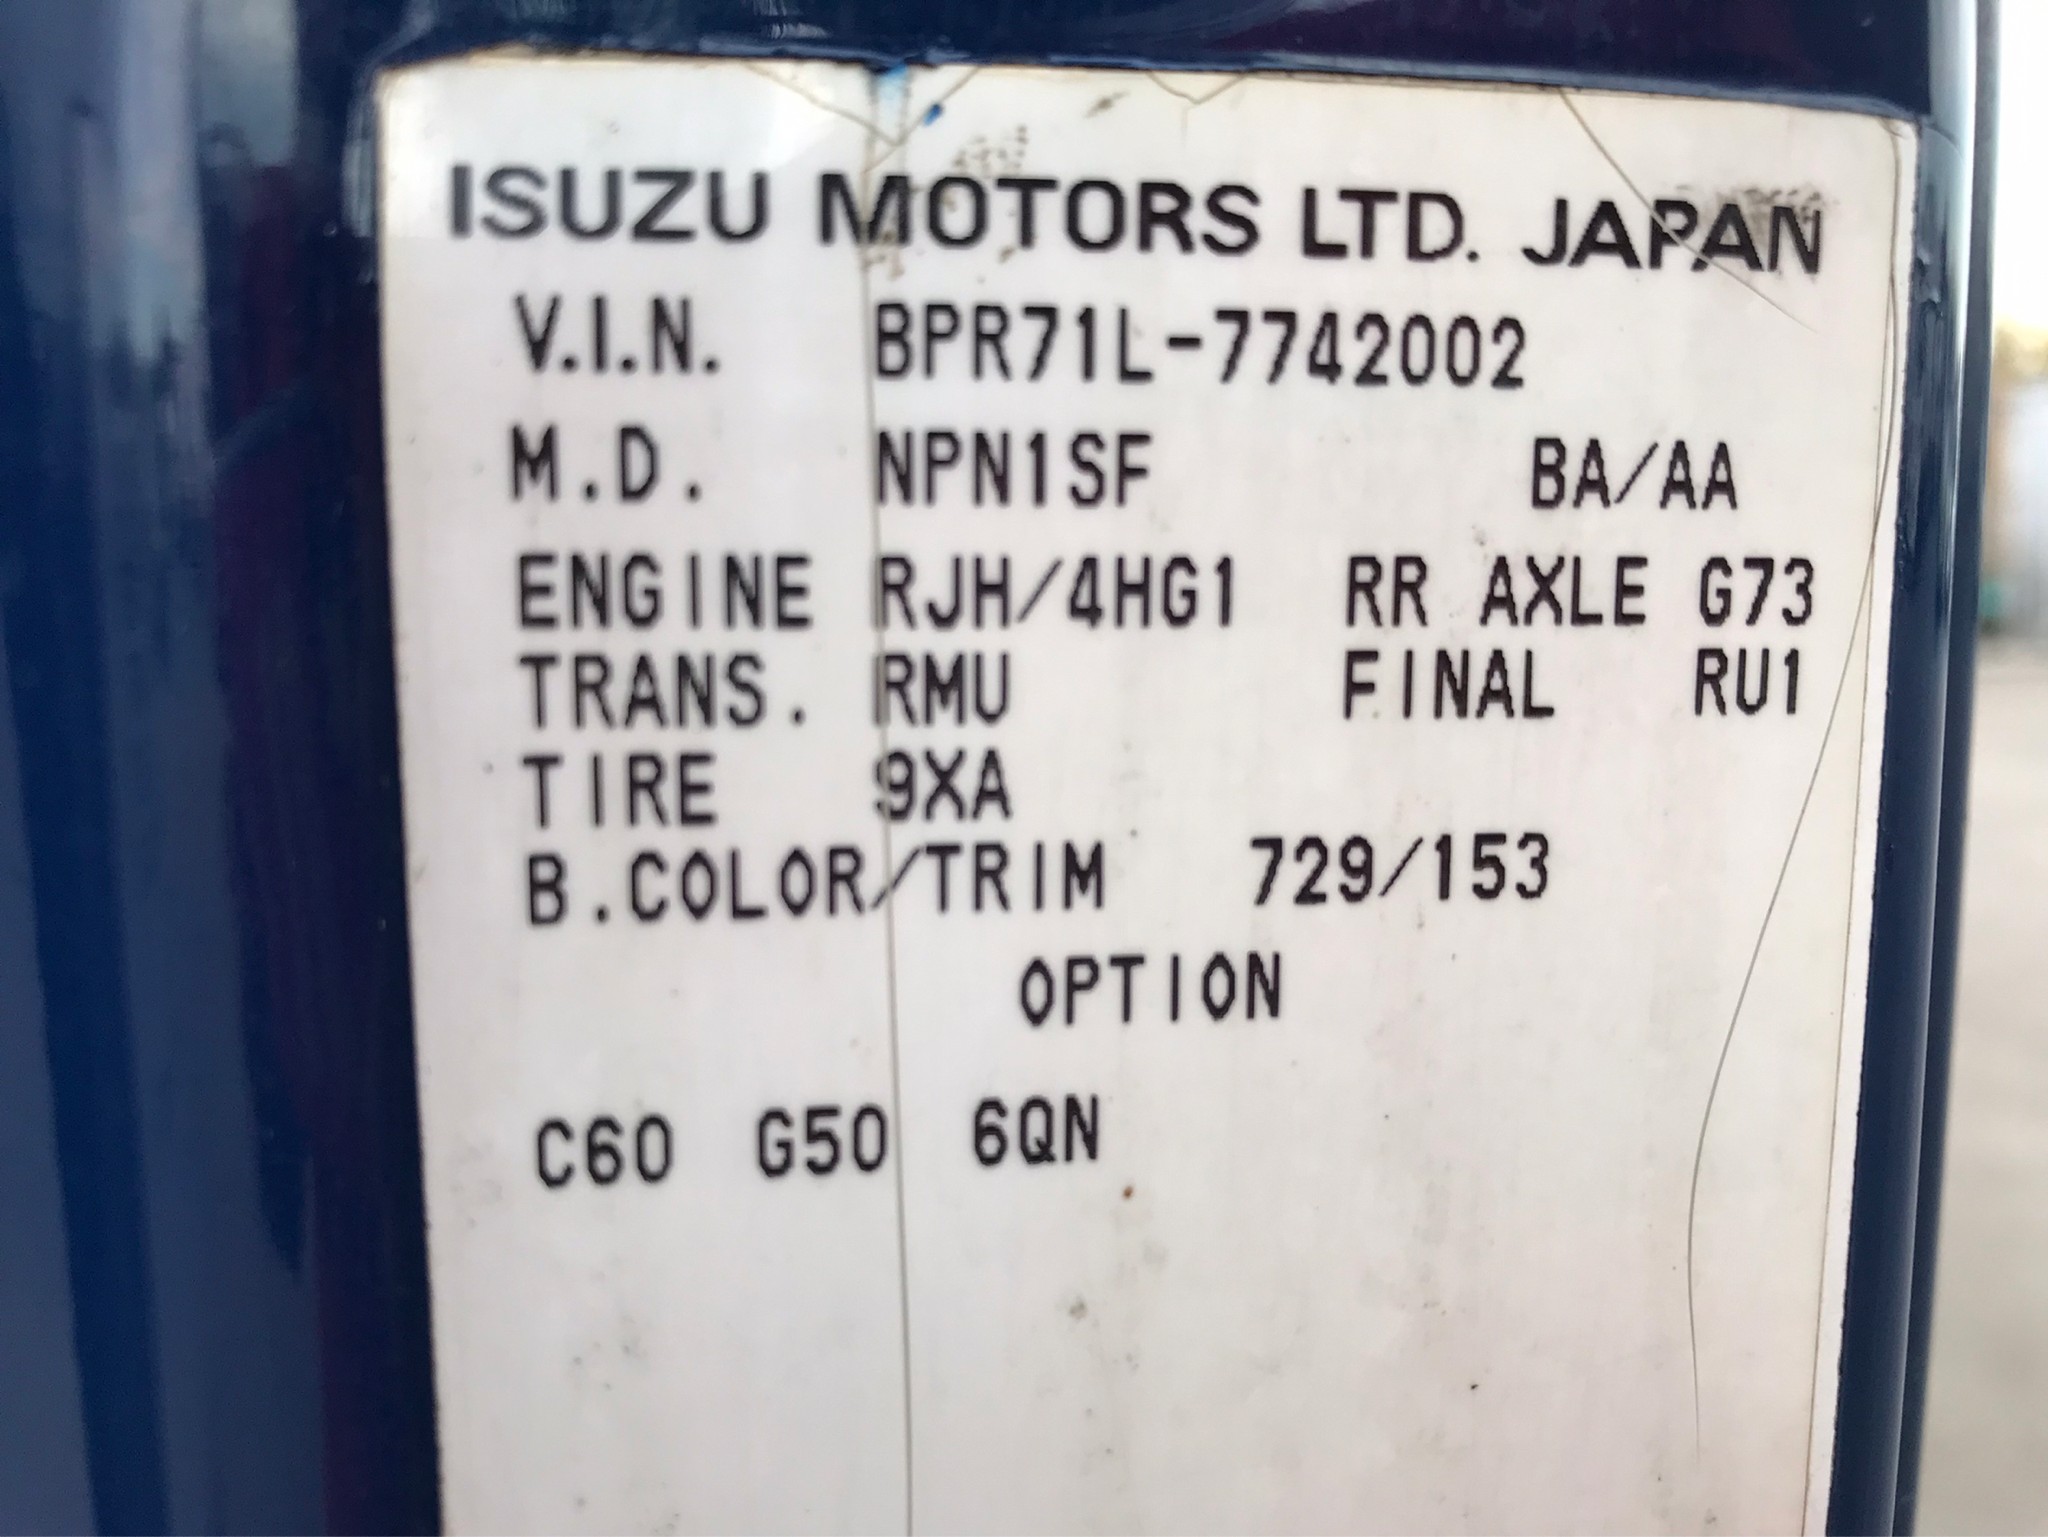 ISUZU MOTORS LTD. JAPAN
V.I.N. BPR71L-7742002
M.D. NPN1SF BA/AA
ENGINE RJH/4HG1 RR AXLE G73
TRANS. RMU FINAL RU1
TIRE 9XA
B.COLOR/TRIM 729/153
OPTION
C60 G50 6QN